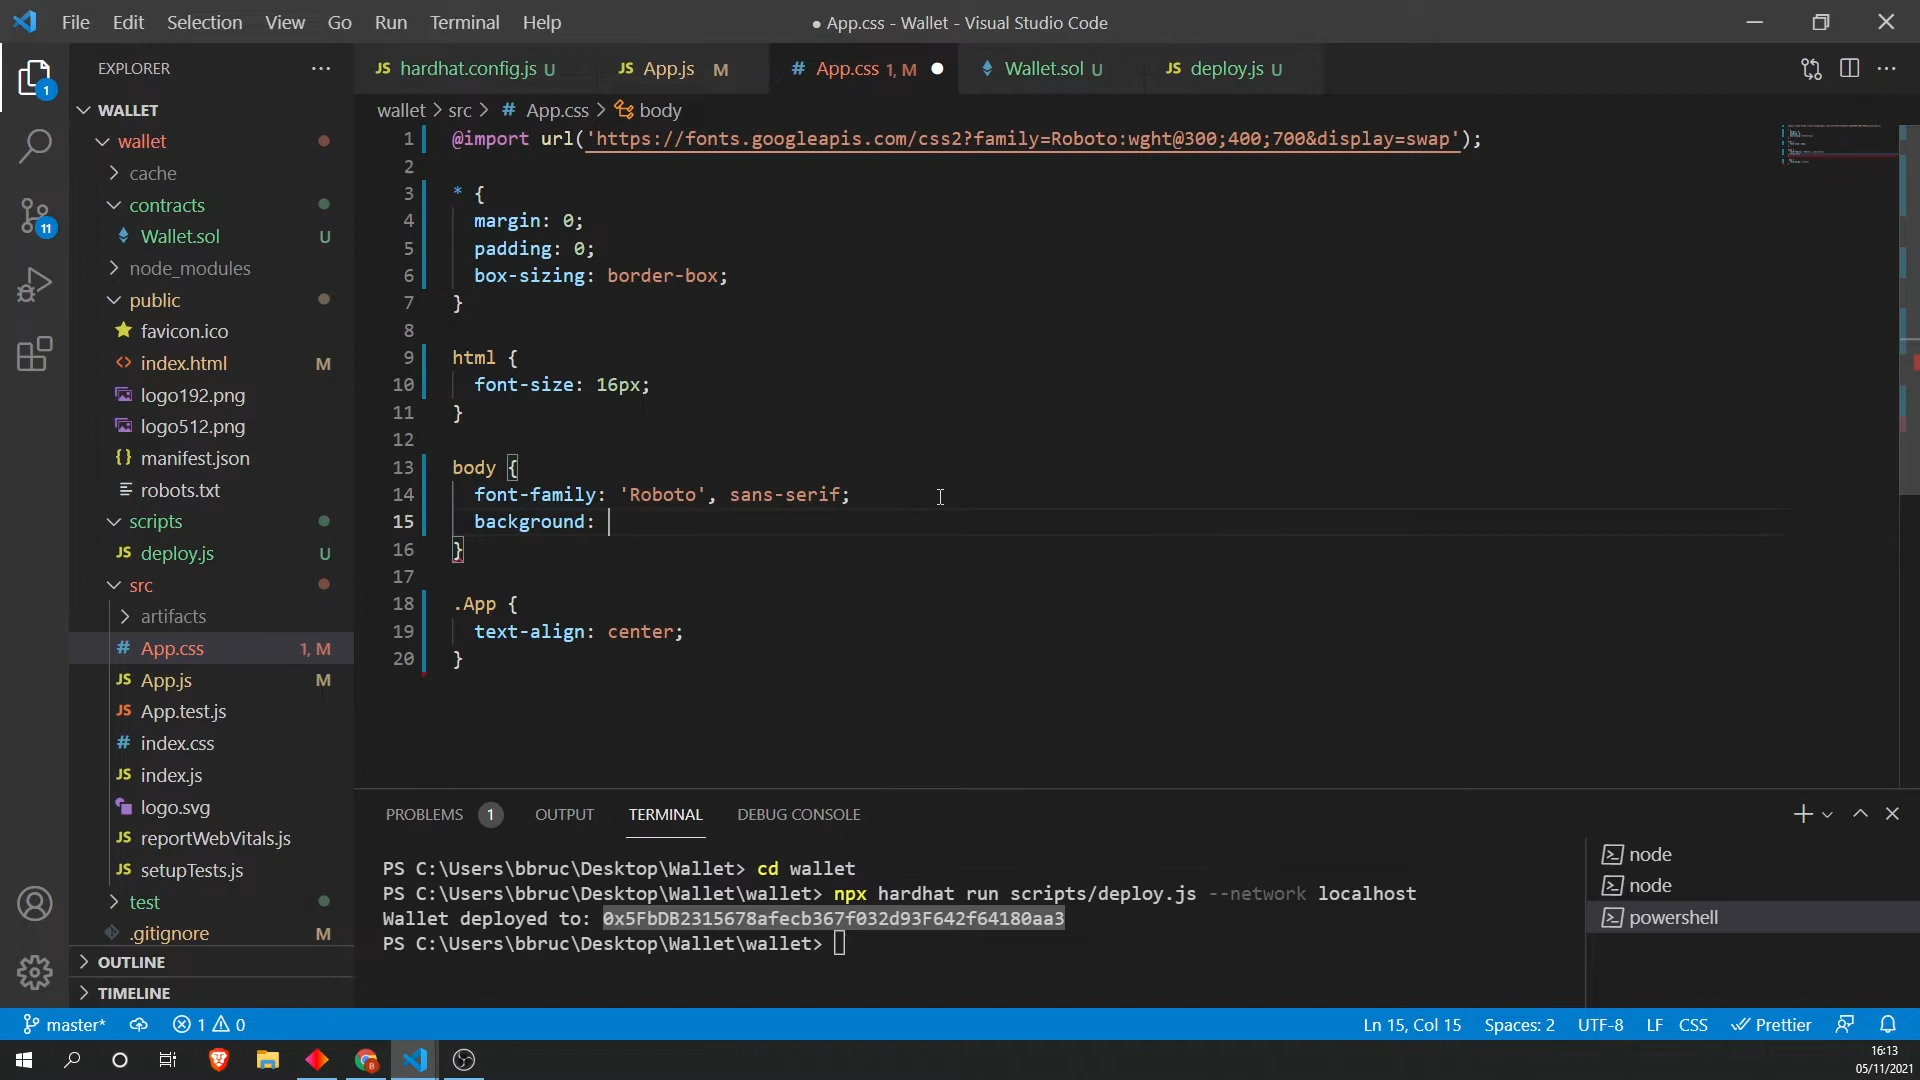 File Edit Selection View Go Run Terminal Help
● App.css - Wallet - Visual Studio Code
EXPLORER
WALLET
wallet
cache
contracts
Wallet.sol U
node_modules
public
favicon.ico
index.html M
logo192.png
logo512.png
manifest.json
robots.txt
scripts
deploy.js U
src
artifacts
App.css 1, M
App.js M
App.test.js
index.css
index.js
logo.svg
reportWebVitals.js
setupTests.js
test
.gitignore M
OUTLINE
TIMELINE
1
11
JS hardhat.config.js U JS App.js M # App.css 1, M Wallet.sol U JS deploy.js U
wallet > src > # App.css > body
1 @import url('https://fonts.googleapis.com/css2?family=Roboto:wght@300;400;700&display=swap');
2
3 * {
4 margin: 0;
5 padding: 0;
6 box-sizing: border-box;
7 }
8
9 html {
10 font-size: 16px;
11 }
12
13 body {
14 font-family: 'Roboto', sans-serif;
15 background:
16 }
17
18 .App {
19 text-align: center;
20 }
PROBLEMS 1 OUTPUT TERMINAL DEBUG CONSOLE
PS C:\Users\bbruc\Desktop\Wallet> cd wallet
PS C:\Users\bbruc\Desktop\Wallet\wallet> npx hardhat run scripts/deploy.js --network localhost
Wallet deployed to: 0x5FbDB2315678afecb367f032d93F642f64180aa3
PS C:\Users\bbruc\Desktop\Wallet\wallet>
node
node
powershell
master* 1 0 Ln 15, Col 15 Spaces: 2 UTF-8 LF CSS Prettier
16:13
05/11/2021